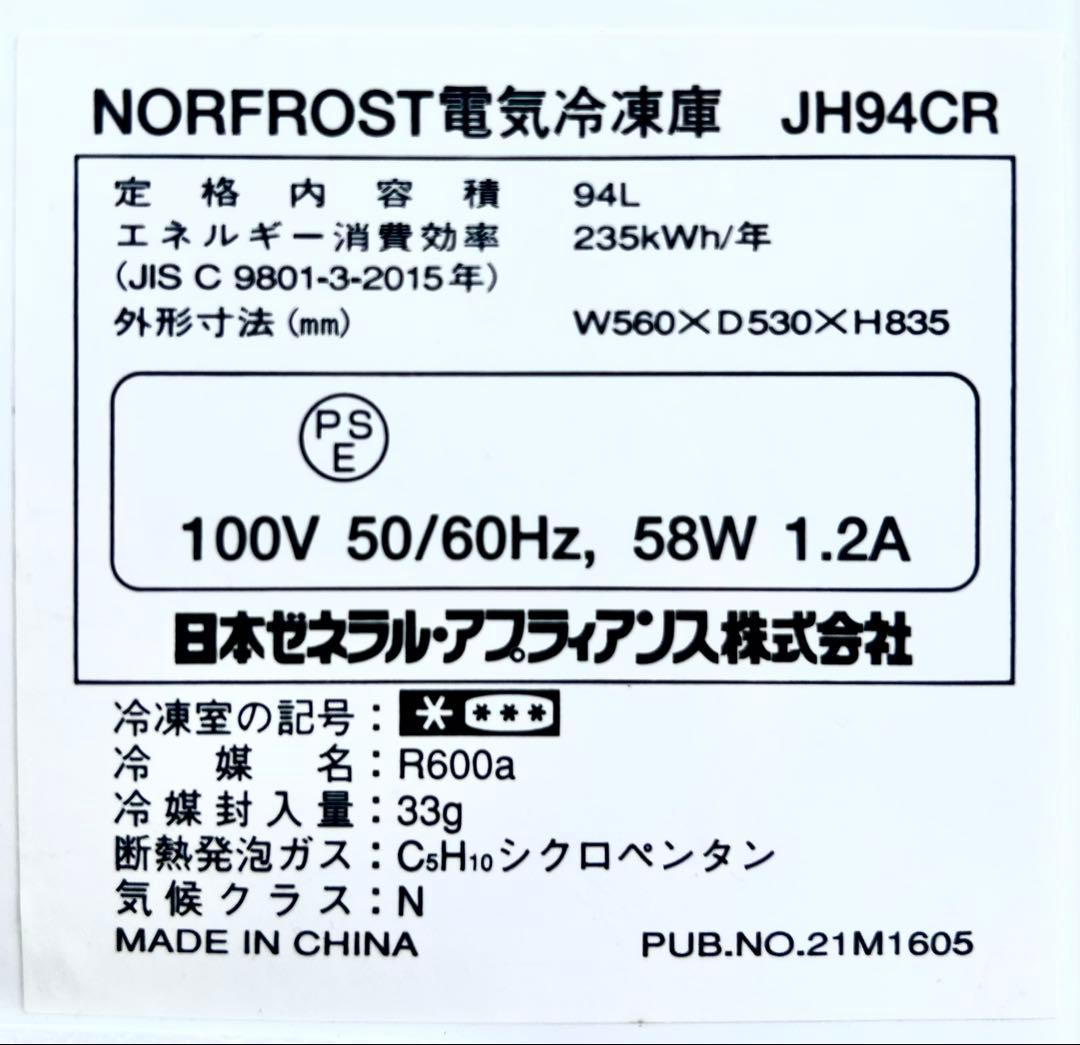 NORFROST電気冷凍庫 JH94CR
定格内容積 94L
エネルギー消費効率 235kWh/年
(JIS C 9801-3-2015年)
外形寸法(mm) W560×D530×H835
PSE
100V 50/60Hz, 58W 1.2A
日本ゼネラル・アプライアンス株式会社
冷凍室の記号：* ***
冷媒名：R600a
冷媒封入量：33g
断熱発泡ガス：C5H10シクロペンタン
気候クラス：N
MADE IN CHINA PUB.NO.21M1605